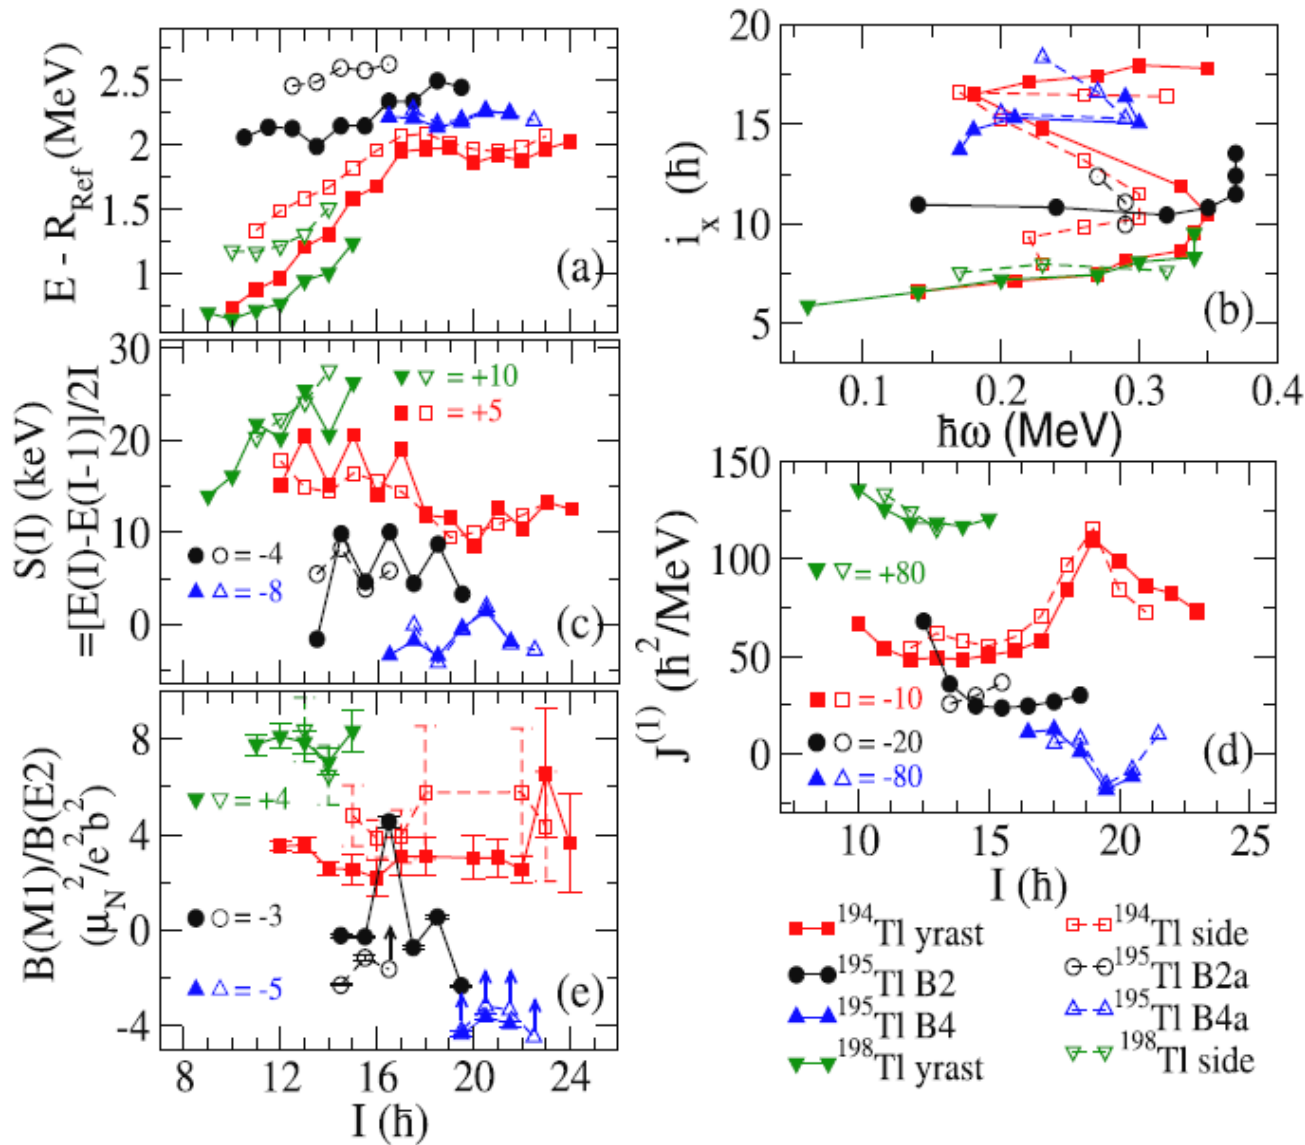 E - R_Ref (MeV)
2.5
2
1.5
1
(a)
S(I) (keV)
=[E(I)-E(I-1)]/2I
30
20
10
0
▼ ▽ = +10
■ □ = +5
● ○ = -4
▲ △ = -8
(c)
B(M1)/B(E2)
(μ_N^2/e^2b^2)
8
4
0
-4
▼ ▽ = +4
● ○ = -3
▲ △ = -5
(e)
8 12 16 20 24
I (ħ)
i_x (ħ)
20
15
10
5
(b)
0.1 0.2 0.3 0.4
ħω (MeV)
J^(1) (ħ^2/MeV)
150
100
50
0
▼ ▽ = +80
■ □ = -10
● ○ = -20
▲ △ = -80
(d)
10 15 20 25
I (ħ)
^194Tl yrast
^194Tl side
^195Tl B2
^195Tl B2a
^195Tl B4
^195Tl B4a
^198Tl yrast
^198Tl side